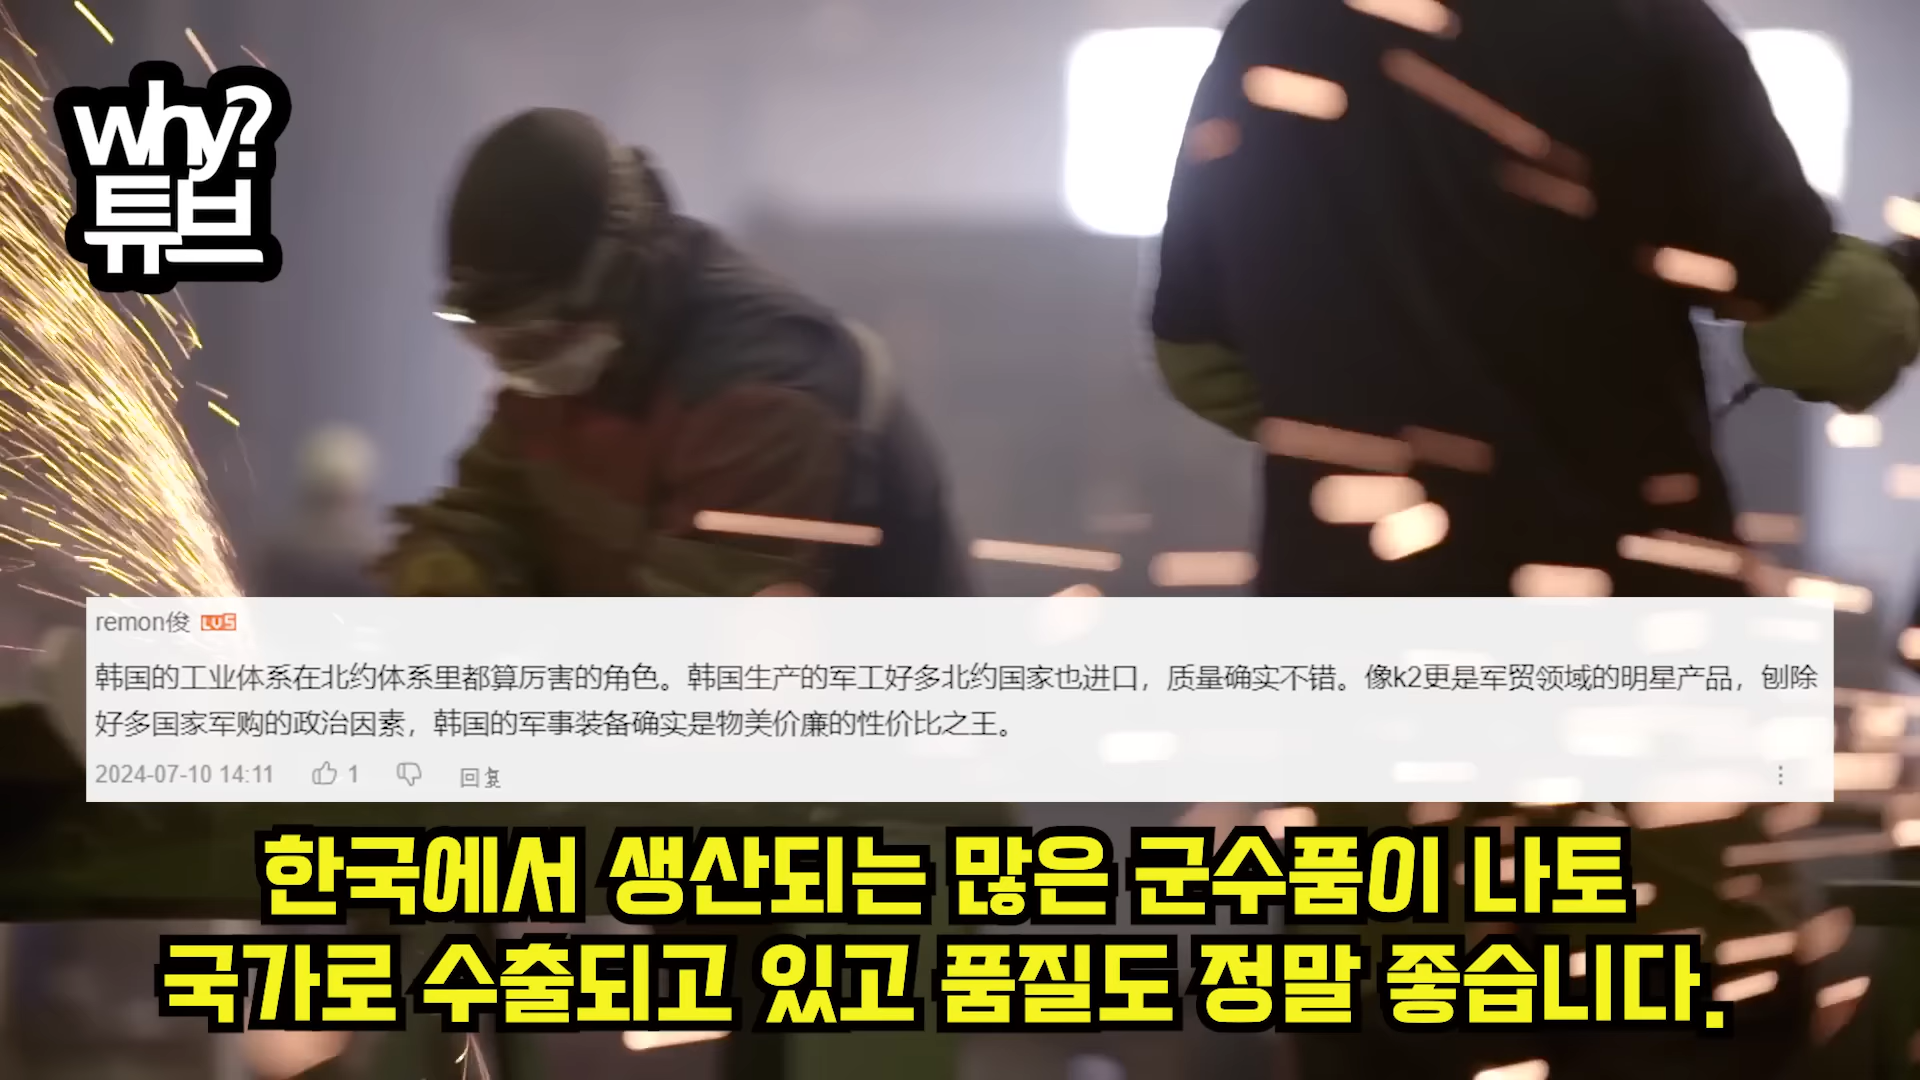 why?
튜브
remon俊 LV5
韩国的工业体系在北约体系里都算厉害的角色。韩国生产的军工好多北约国家也进口，质量确实不错。像k2更是军贸领域的明星产品，刨除
好多国家军购的政治因素，韩国的军事装备确实是物美价廉的性价比之王。
2024-07-10 14:11 1 回复
한국에서 생산되는 많은 군수품이 나토
국가로 수출되고 있고 품질도 정말 좋습니다.